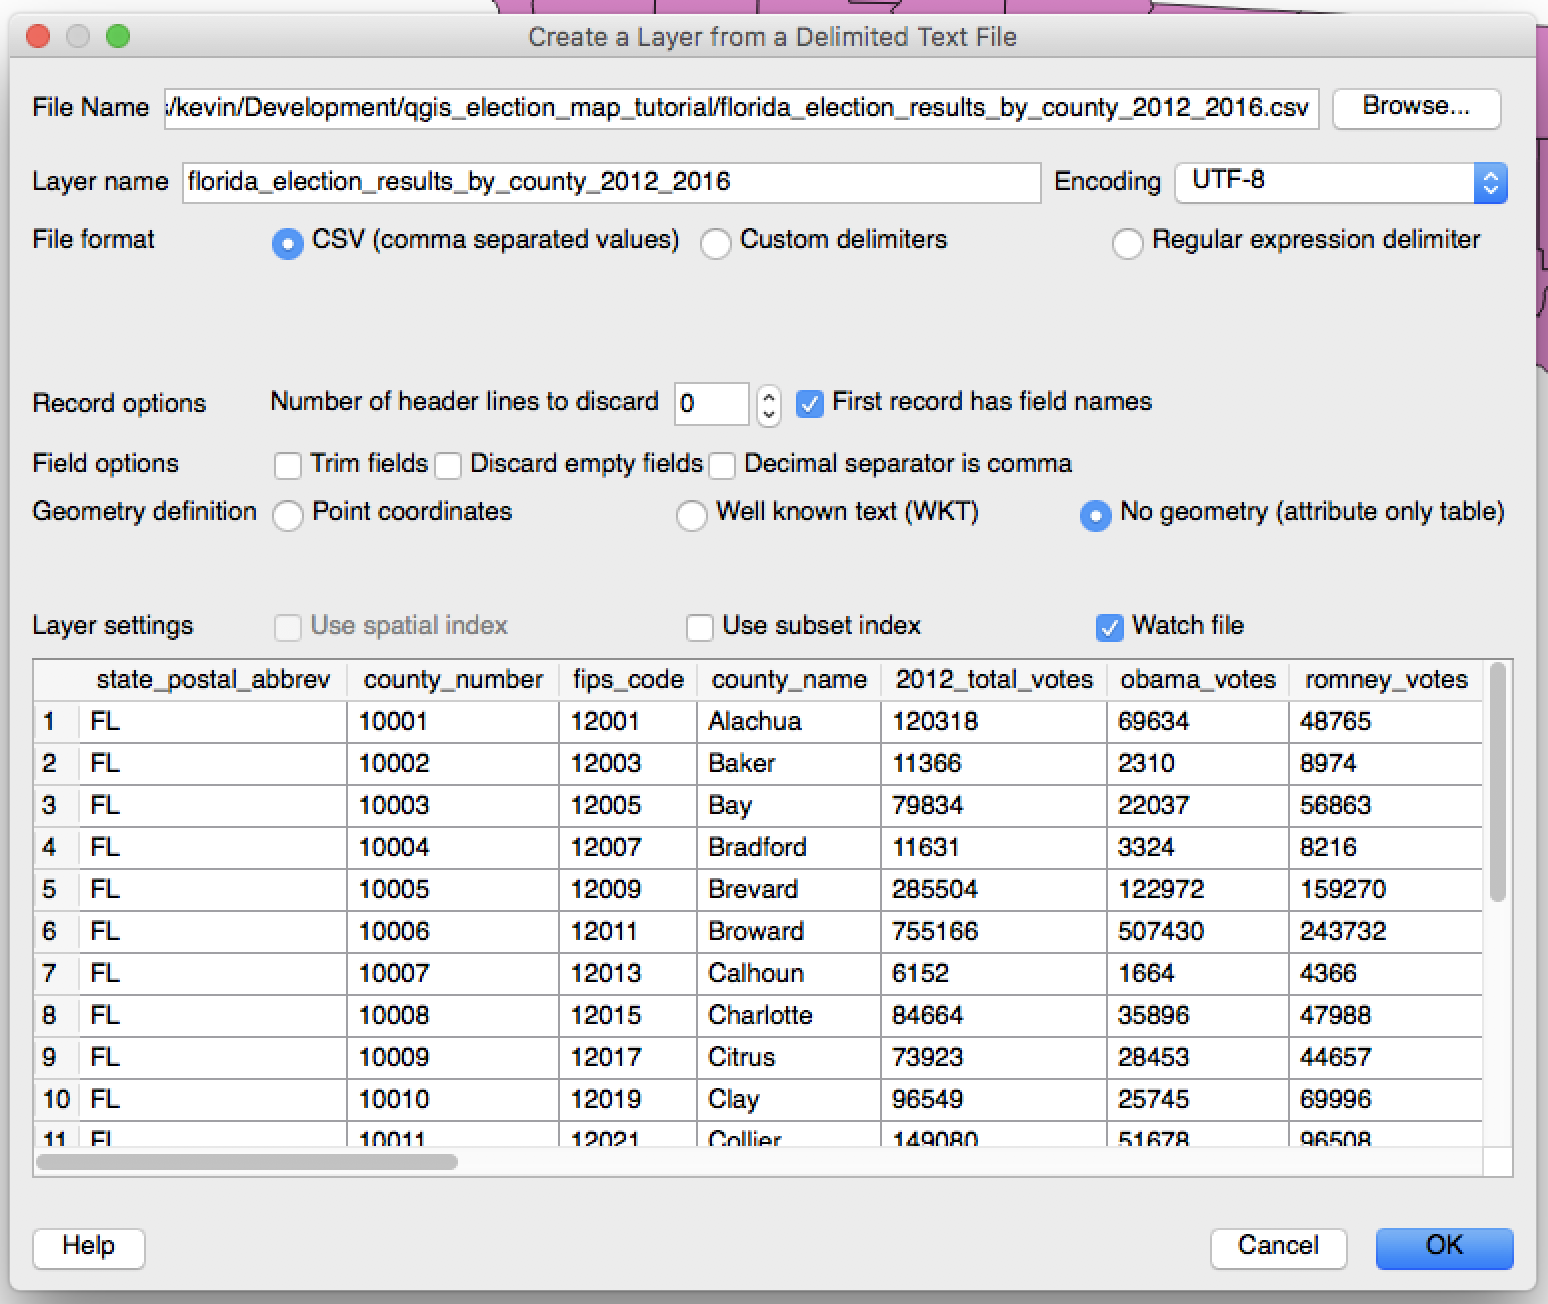 Create a Layer from a Delimited Text File
File Name /kevin/Development/qgis_election_map_tutorial/florida_election_results_by_county_2012_2016.csv Browse...
Layer name florida_election_results_by_county_2012_2016 Encoding UTF-8
File format CSV (comma separated values) Custom delimiters Regular expression delimiter
Record options Number of header lines to discard 0 First record has field names
Field options Trim fields Discard empty fields Decimal separator is comma
Geometry definition Point coordinates Well known text (WKT) No geometry (attribute only table)
Layer settings Use spatial index Use subset index Watch file
state_postal_abbrev county_number fips_code county_name 2012_total_votes obama_votes romney_votes
1 FL 10001 12001 Alachua 120318 69634 48765
2 FL 10002 12003 Baker 11366 2310 8974
3 FL 10003 12005 Bay 79834 22037 56863
4 FL 10004 12007 Bradford 11631 3324 8216
5 FL 10005 12009 Brevard 285504 122972 159270
6 FL 10006 12011 Broward 755166 507430 243732
7 FL 10007 12013 Calhoun 6152 1664 4366
8 FL 10008 12015 Charlotte 84664 35896 47988
9 FL 10009 12017 Citrus 73923 28453 44657
10 FL 10010 12019 Clay 96549 25745 69996
11 FL 10011 12021 Collier 149080 51678 96508
Help Cancel OK